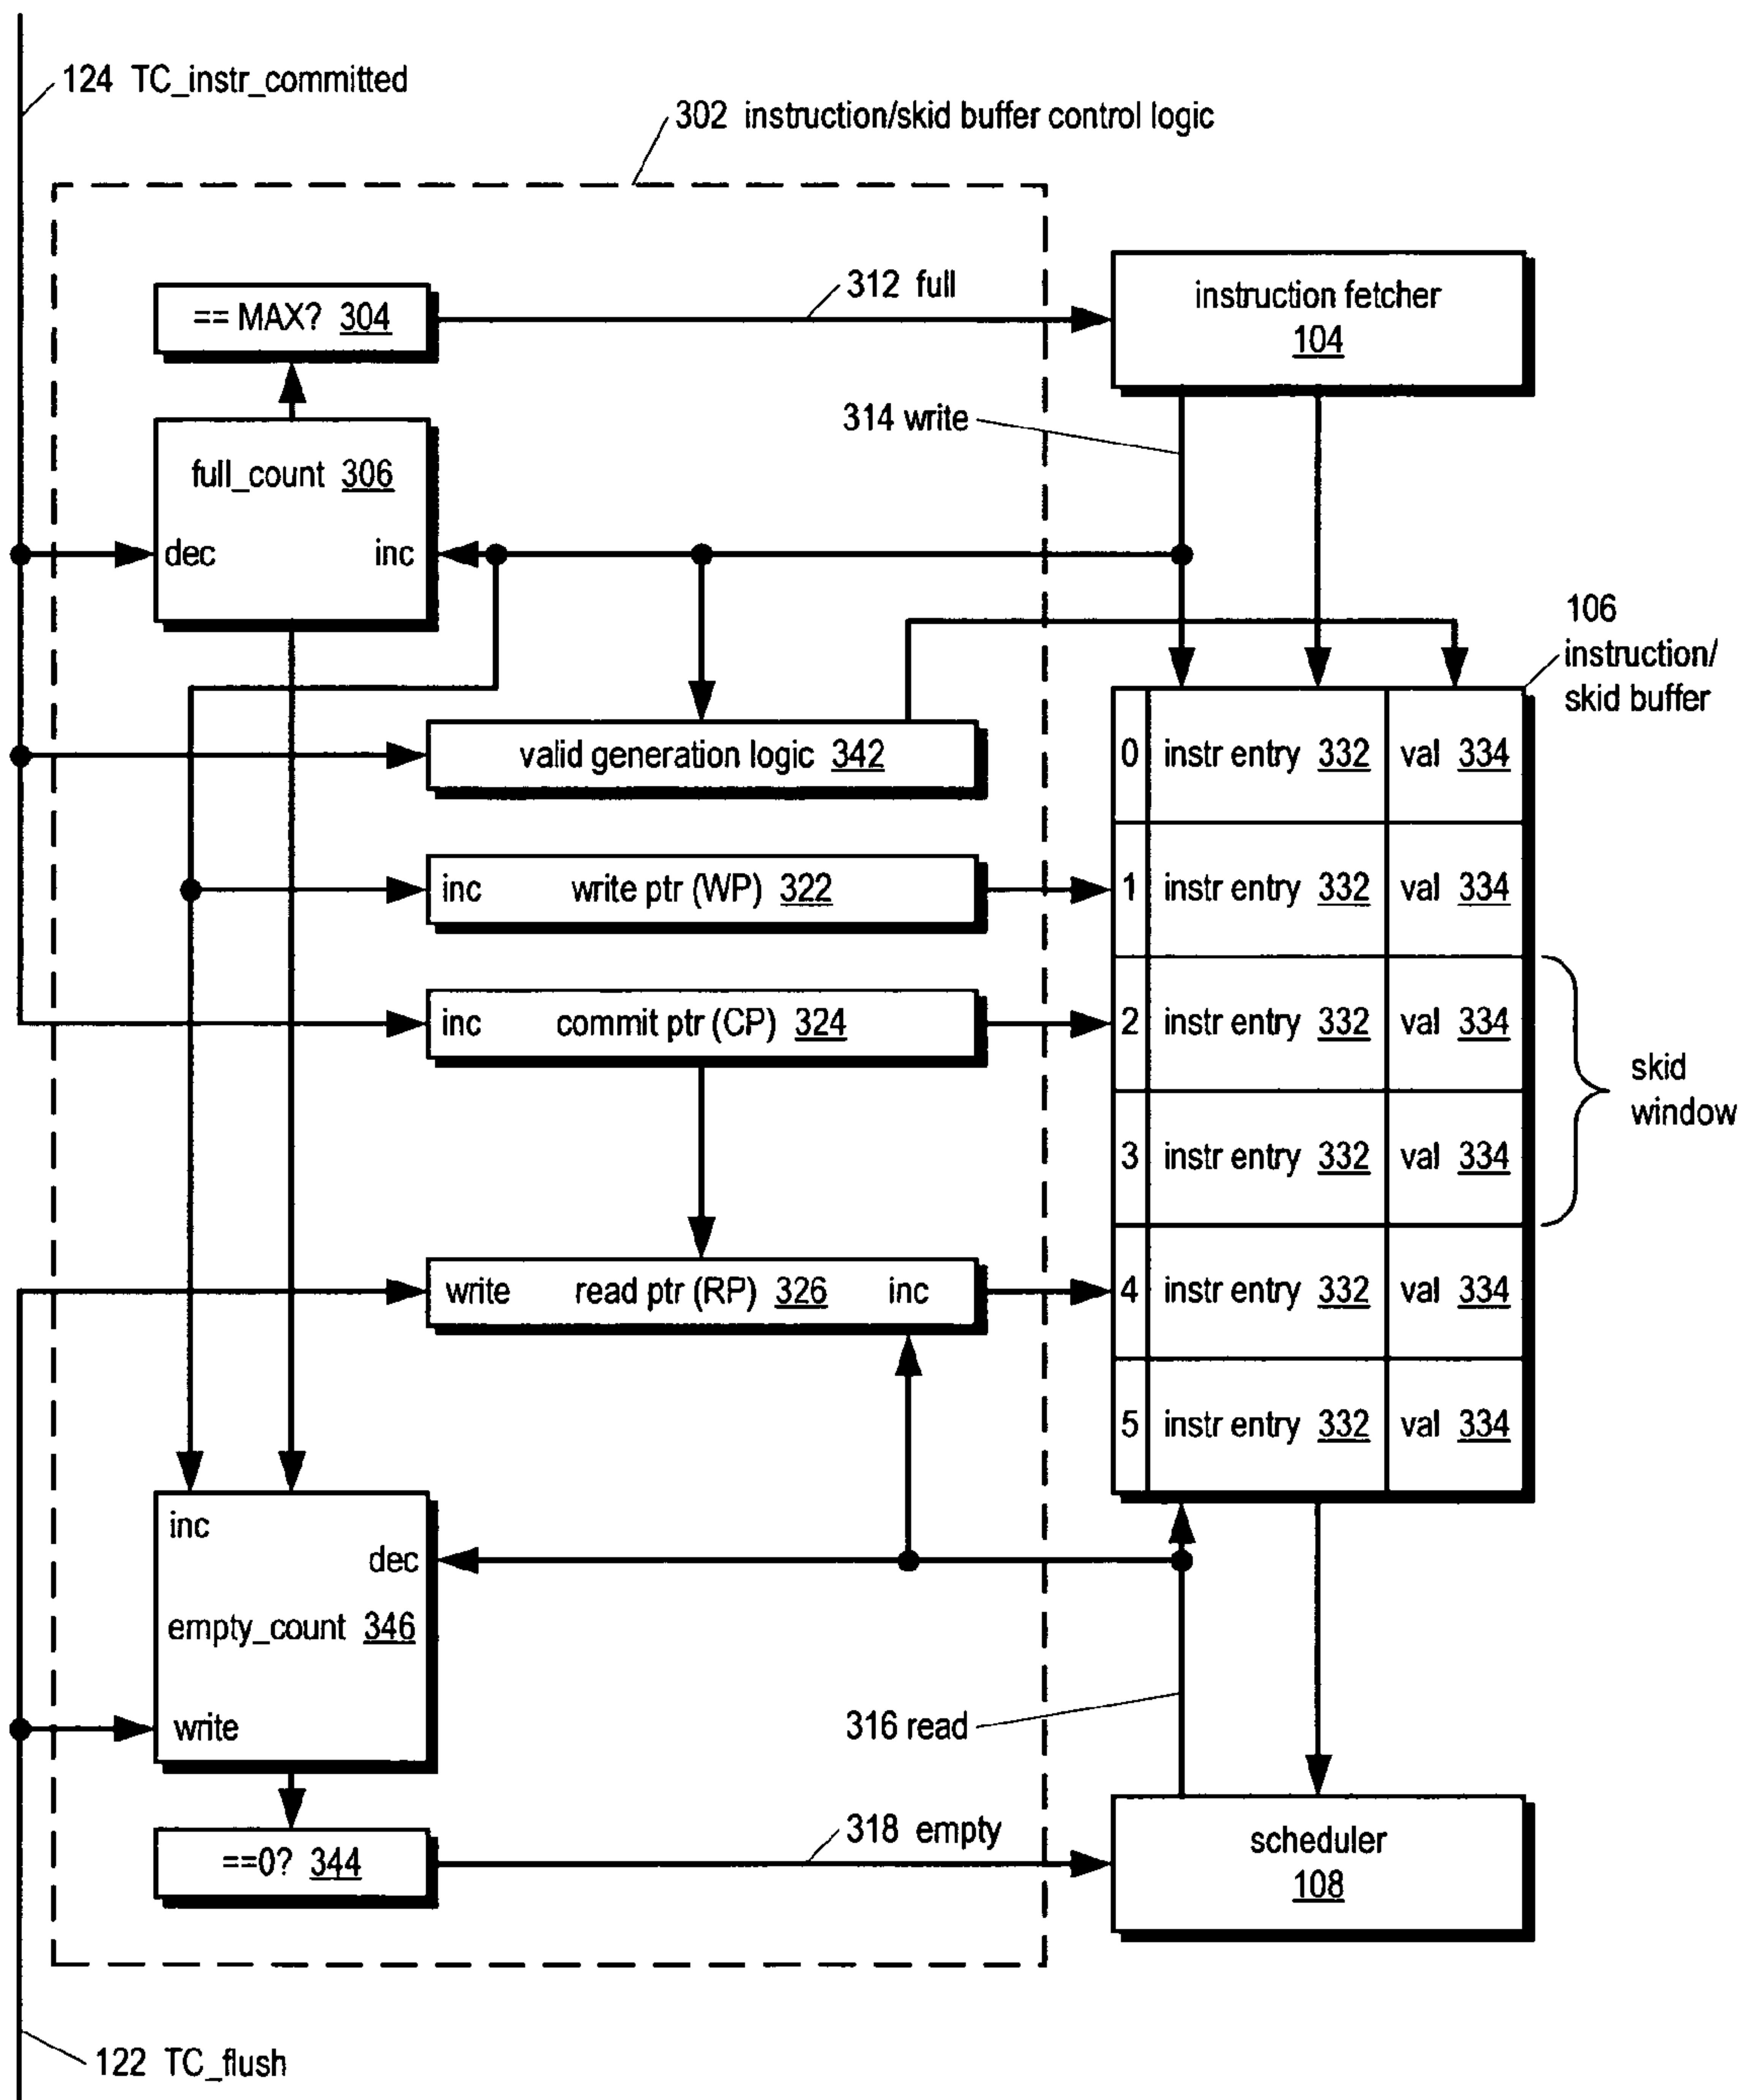 124 TC_instr_committed
302 instruction/skid buffer control logic
== MAX? 304
312 full
instruction fetcher
104
314 write
full_count 306
dec inc
106
instruction/
skid buffer
valid generation logic 342
0 instr entry 332 val 334
inc write ptr (WP) 322
1 instr entry 332 val 334
inc commit ptr (CP) 324
2 instr entry 332 val 334
skid
window
3 instr entry 332 val 334
write read ptr (RP) 326 inc
4 instr entry 332 val 334
5 instr entry 332 val 334
inc
dec
empty_count 346
write
316 read
==0? 344
318 empty
scheduler
108
122 TC_flush